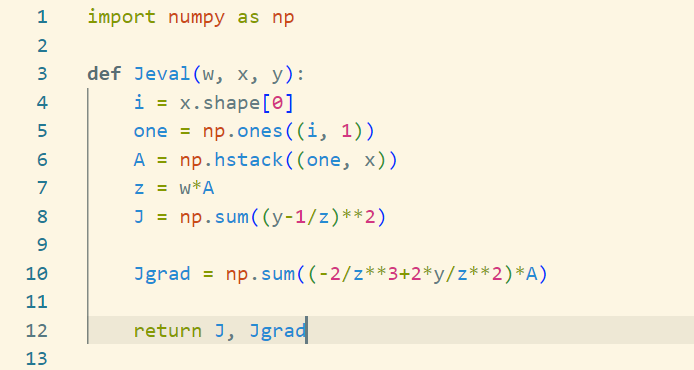 1 import numpy as np
2
3 def Jeval(w, x, y):
4     i = x.shape[0]
5     one = np.ones((i, 1))
6     A = np.hstack((one, x))
7     z = w*A
8     J = np.sum((y-1/z)**2)
9
10     Jgrad = np.sum((-2/z**3+2*y/z**2)*A)
11
12     return J, Jgrad
13